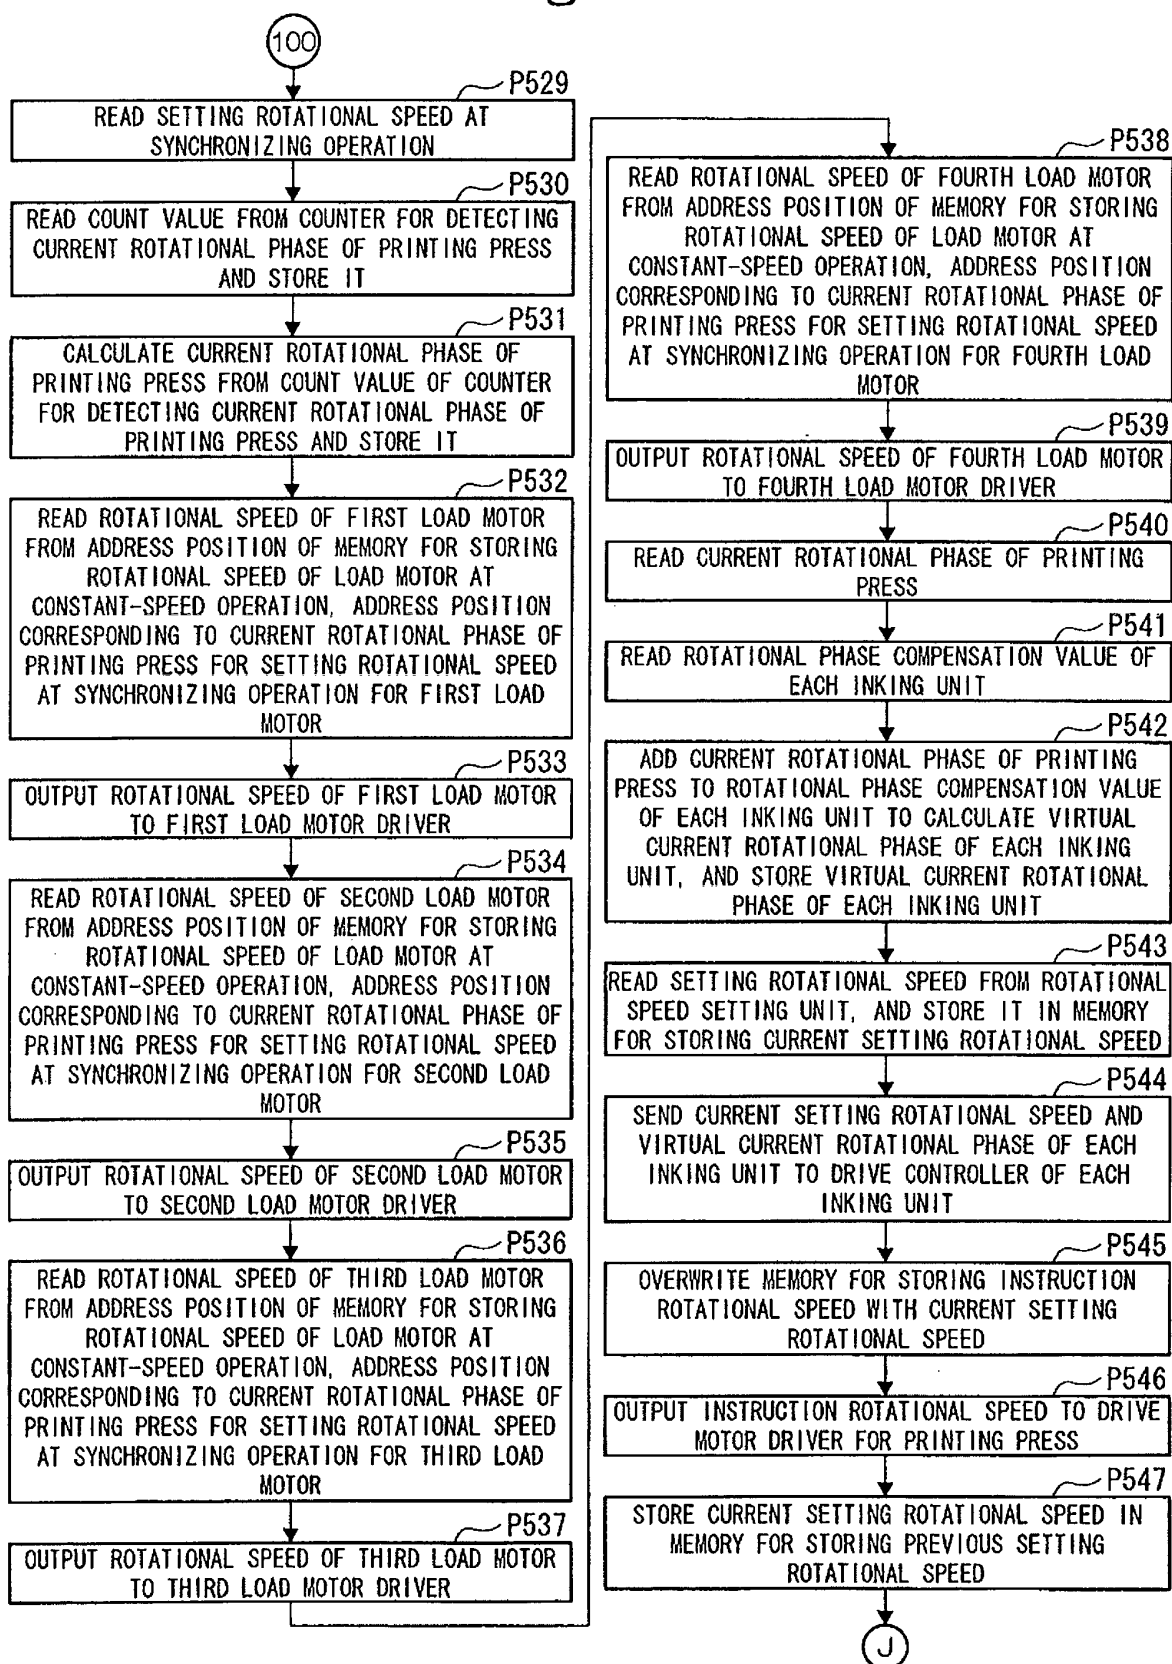 g
100
P529
READ SETTING ROTATIONAL SPEED AT
SYNCHRONIZING OPERATION
P530
READ COUNT VALUE FROM COUNTER FOR DETECTING
CURRENT ROTATIONAL PHASE OF PRINTING PRESS
AND STORE IT
P531
CALCULATE CURRENT ROTATIONAL PHASE OF
PRINTING PRESS FROM COUNT VALUE OF COUNTER
FOR DETECTING CURRENT ROTATIONAL PHASE OF
PRINTING PRESS AND STORE IT
P532
READ ROTATIONAL SPEED OF FIRST LOAD MOTOR
FROM ADDRESS POSITION OF MEMORY FOR STORING
ROTATIONAL SPEED OF LOAD MOTOR AT
CONSTANT-SPEED OPERATION, ADDRESS POSITION
CORRESPONDING TO CURRENT ROTATIONAL PHASE OF
PRINTING PRESS FOR SETTING ROTATIONAL SPEED
AT SYNCHRONIZING OPERATION FOR FIRST LOAD
MOTOR
P533
OUTPUT ROTATIONAL SPEED OF FIRST LOAD MOTOR
TO FIRST LOAD MOTOR DRIVER
P534
READ ROTATIONAL SPEED OF SECOND LOAD MOTOR
FROM ADDRESS POSITION OF MEMORY FOR STORING
ROTATIONAL SPEED OF LOAD MOTOR AT
CONSTANT-SPEED OPERATION, ADDRESS POSITION
CORRESPONDING TO CURRENT ROTATIONAL PHASE OF
PRINTING PRESS FOR SETTING ROTATIONAL SPEED
AT SYNCHRONIZING OPERATION FOR SECOND LOAD
MOTOR
P535
OUTPUT ROTATIONAL SPEED OF SECOND LOAD MOTOR
TO SECOND LOAD MOTOR DRIVER
P536
READ ROTATIONAL SPEED OF THIRD LOAD MOTOR
FROM ADDRESS POSITION OF MEMORY FOR STORING
ROTATIONAL SPEED OF LOAD MOTOR AT
CONSTANT-SPEED OPERATION, ADDRESS POSITION
CORRESPONDING TO CURRENT ROTATIONAL PHASE OF
PRINTING PRESS FOR SETTING ROTATIONAL SPEED
AT SYNCHRONIZING OPERATION FOR THIRD LOAD
MOTOR
P537
OUTPUT ROTATIONAL SPEED OF THIRD LOAD MOTOR
TO THIRD LOAD MOTOR DRIVER
P538
READ ROTATIONAL SPEED OF FOURTH LOAD MOTOR
FROM ADDRESS POSITION OF MEMORY FOR STORING
ROTATIONAL SPEED OF LOAD MOTOR AT
CONSTANT-SPEED OPERATION, ADDRESS POSITION
CORRESPONDING TO CURRENT ROTATIONAL PHASE OF
PRINTING PRESS FOR SETTING ROTATIONAL SPEED
AT SYNCHRONIZING OPERATION FOR FOURTH LOAD
MOTOR
P539
OUTPUT ROTATIONAL SPEED OF FOURTH LOAD MOTOR
TO FOURTH LOAD MOTOR DRIVER
P540
READ CURRENT ROTATIONAL PHASE OF PRINTING
PRESS
P541
READ ROTATIONAL PHASE COMPENSATION VALUE OF
EACH INKING UNIT
P542
ADD CURRENT ROTATIONAL PHASE OF PRINTING
PRESS TO ROTATIONAL PHASE COMPENSATION VALUE
OF EACH INKING UNIT TO CALCULATE VIRTUAL
CURRENT ROTATIONAL PHASE OF EACH INKING
UNIT, AND STORE VIRTUAL CURRENT ROTATIONAL
PHASE OF EACH INKING UNIT
P543
READ SETTING ROTATIONAL SPEED FROM ROTATIONAL
SPEED SETTING UNIT, AND STORE IT IN MEMORY
FOR STORING CURRENT SETTING ROTATIONAL SPEED
P544
SEND CURRENT SETTING ROTATIONAL SPEED AND
VIRTUAL CURRENT ROTATIONAL PHASE OF EACH
INKING UNIT TO DRIVE CONTROLLER OF EACH
INKING UNIT
P545
OVERWRITE MEMORY FOR STORING INSTRUCTION
ROTATIONAL SPEED WITH CURRENT SETTING
ROTATIONAL SPEED
P546
OUTPUT INSTRUCTION ROTATIONAL SPEED TO DRIVE
MOTOR DRIVER FOR PRINTING PRESS
P547
STORE CURRENT SETTING ROTATIONAL SPEED IN
MEMORY FOR STORING PREVIOUS SETTING
ROTATIONAL SPEED
J